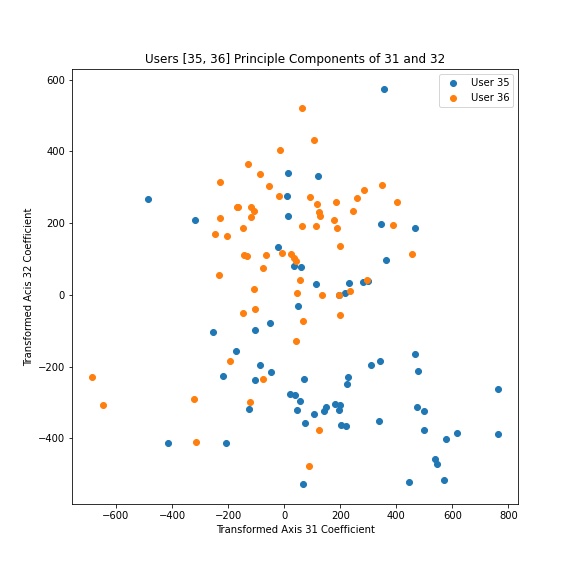 Users [35, 36] Principle Components of 31 and 32
User 35
User 36
Transformed Acis 32 Coefficient
600
400
200
0
−200
−400
−600
−400
−200
0
200
400
600
800
Transformed Axis 31 Coefficient